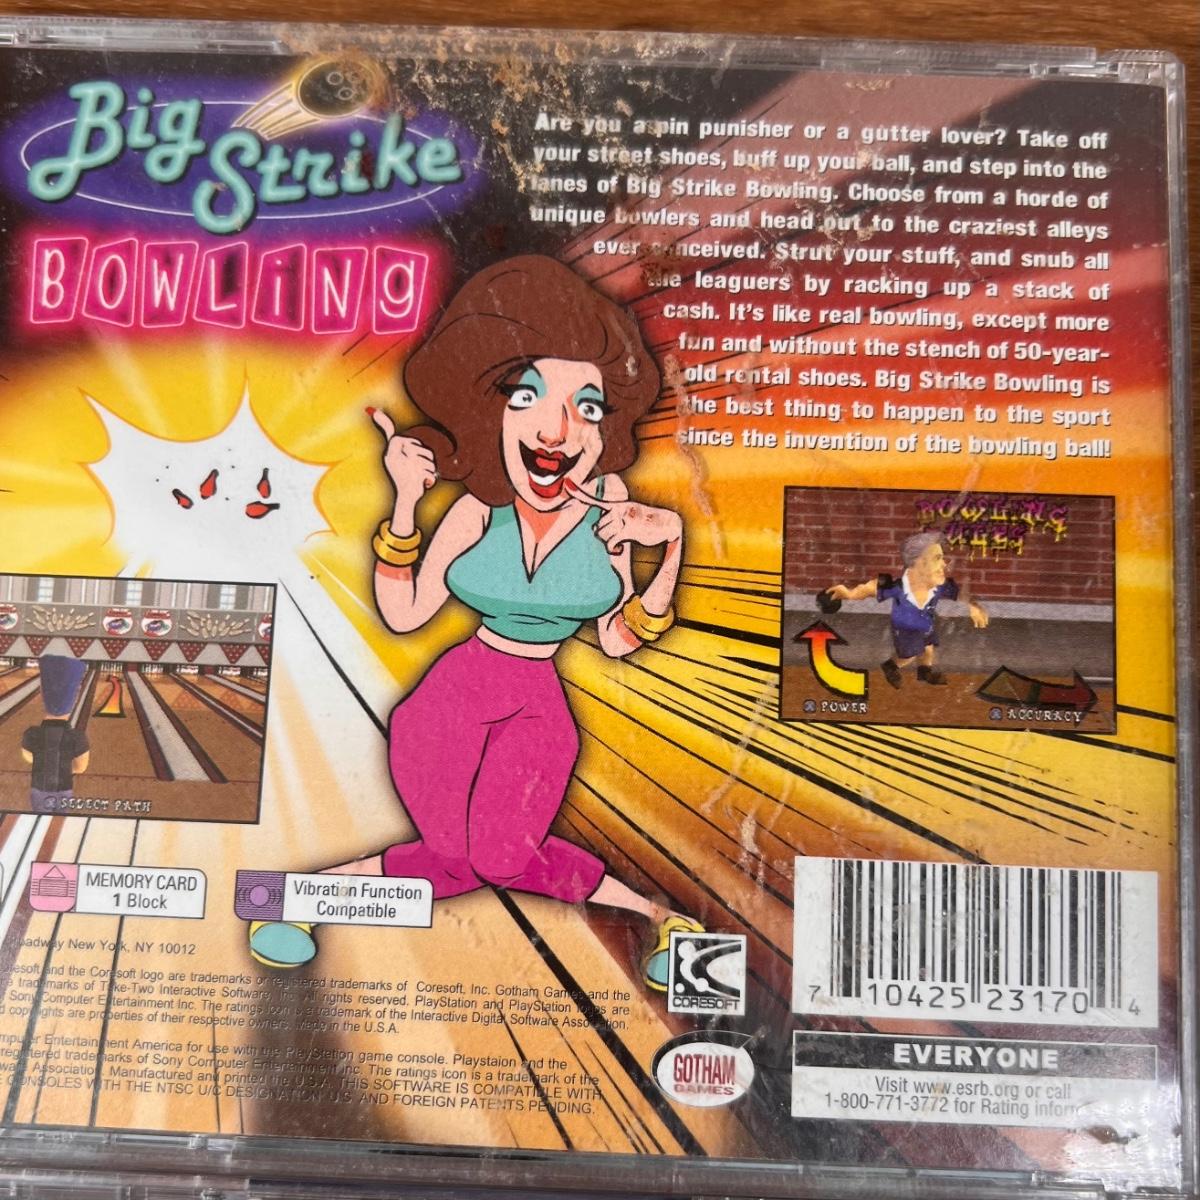 Big
Strike
BOWLING
Are you a pin punisher or a gutter lover? Take off
your street shoes, buff up your ball, and step into the
lanes of Big Strike Bowling. Choose from a horde of
unique bowlers and head out to the craziest alleys
ever conceived. Strut your stuff, and snub all
the leaguers by racking up a stack of
cash. It's like real bowling, except more
fun and without the stench of 50-year-
old rental shoes. Big Strike Bowling is
the best thing to happen to the sport
since the invention of the bowling ball!
BOWLING
POWER
ACCURACY
SELECT PATH
MEMORY CARD
1 Block
Vibration Function
Compatible
New York, NY 10012
and the Coresoft logo are trademarks or registered trademarks of Coresoft, Inc. Gotham Games and the
trademarks of Take-Two Interactive Software, Inc. All rights reserved. PlayStation and PlayStation logos are
Sony Computer Entertainment Inc. The ratings icon is a trademark of the Interactive Digital Software Association.
copyrights are properties of their respective owners. Made in the U.S.A.
Entertainment America for use with the PlayStation game console. Playstaion and the
registered trademarks of Sony Computer Entertainment Inc. The ratings icon is a trademark of the
Association. Manufactured and printed in the U.S.A. THIS SOFTWARE IS COMPATIBLE WITH
CONSOLES WITH THE NTSC U/C DESIGNATION. U.S. AND FOREIGN PATENTS PENDING.
CORESOFT
GOTHAM
GAMES
7 10425 23170 4
EVERYONE
Visit www.esrb.org or call
1-800-771-3772 for Rating